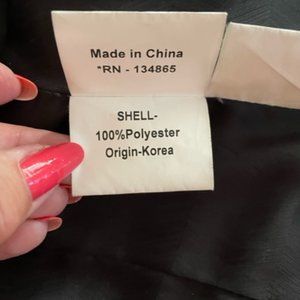 Made in China
*RN - 134865
SHELL-
100%Polyester
Origin-Korea